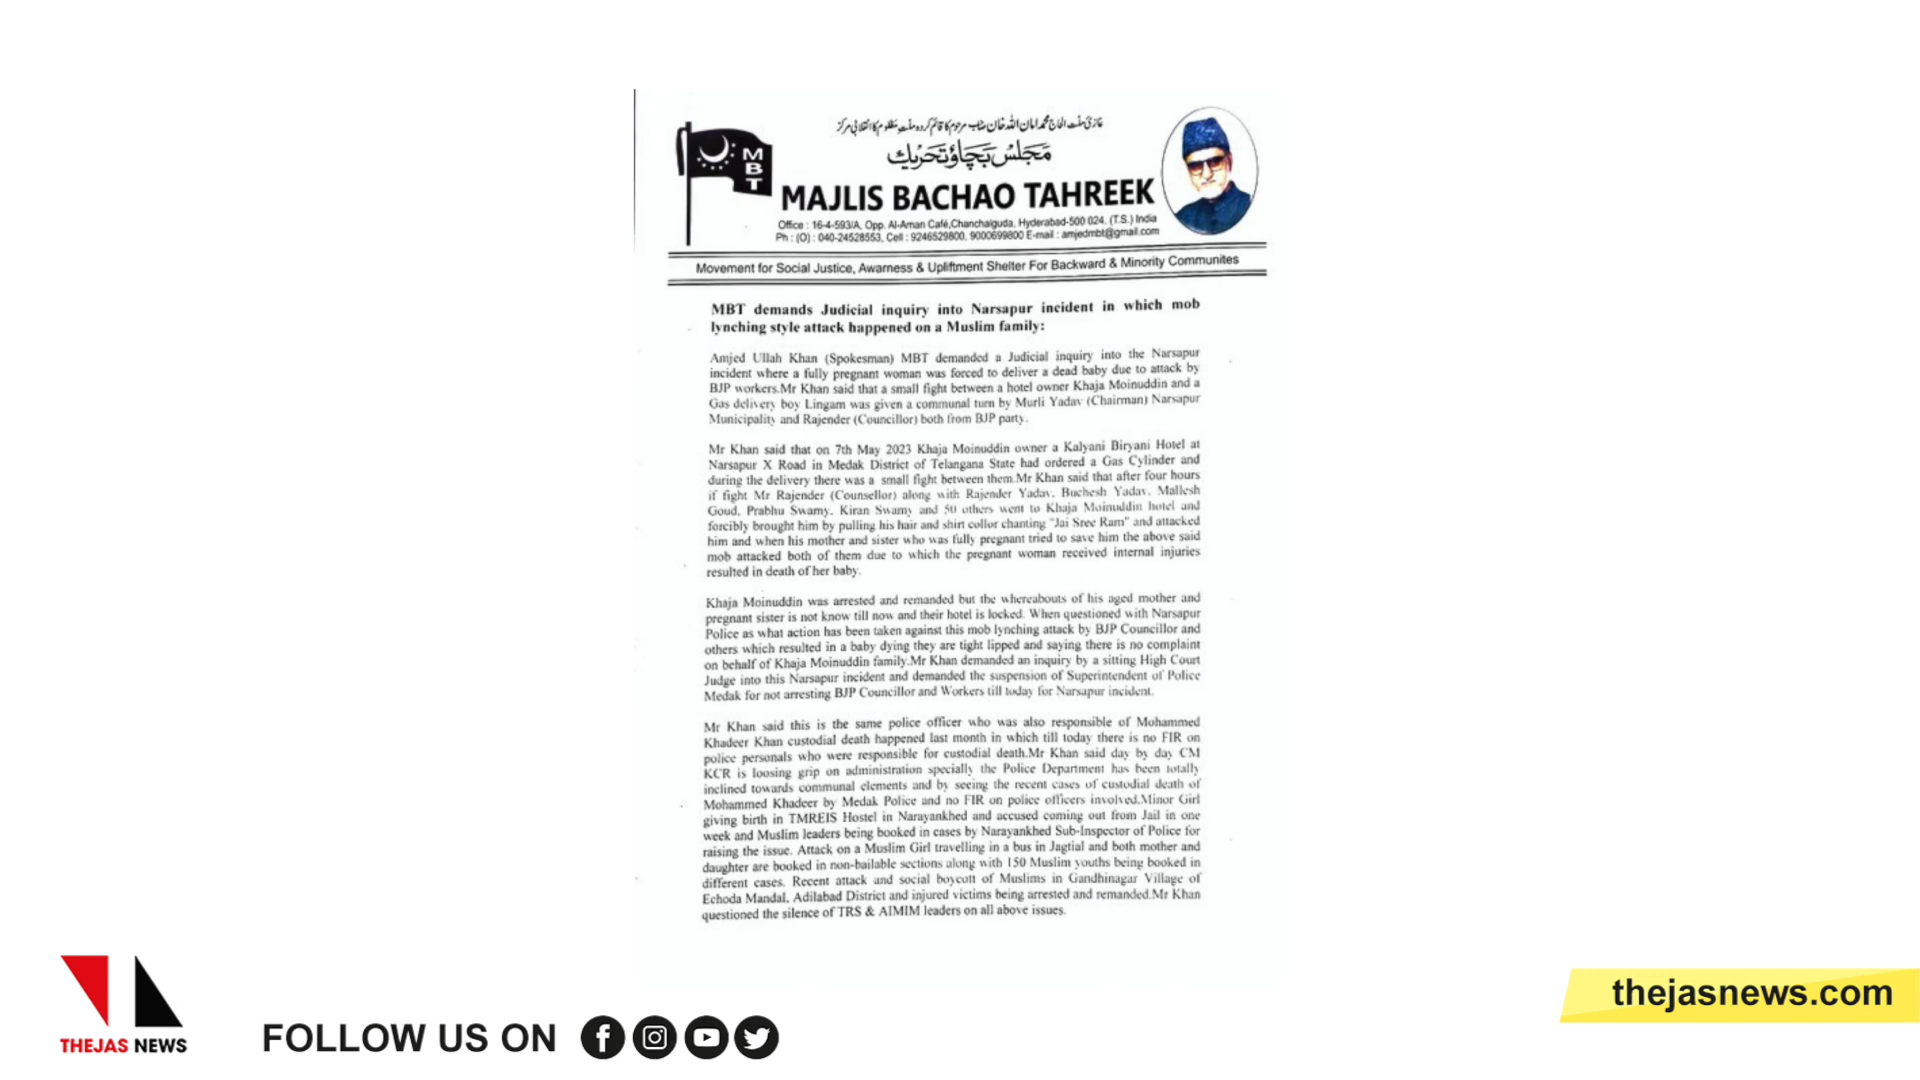 غازیٔ ملت الحاج محمد امان اللہ خان صاحب مرحوم کا قائم کردہ ملتِ مظلوم کا انقلابی مرکز
مَجلسْ بَچَاؤ تَحرِیك
MBT
MAJLIS BACHAO TAHREEK
Office : 16-4-593/A, Opp. Al-Aman Café,Chanchalguda, Hyderabad-500 024, (T.S.) India
Ph : (O) : 040-24528553, Cell : 9246529800, 9000699800 E-mail : amjedmbt@gmail.com
Movement for Social Justice, Awarness & Upliftment Shelter For Backward & Minority Communites
MBT demands Judicial inquiry into Narsapur incident in which mob
lynching style attack happened on a Muslim family:
Amjed Ullah Khan (Spokesman) MBT demanded a Judicial inquiry into the Narsapur
incident where a fully pregnant woman was forced to deliver a dead baby due to attack by
BJP workers.Mr Khan said that a small fight between a hotel owner Khaja Moinuddin and a
Gas delivery boy Lingam was given a communal turn by Murli Yadav (Chairman) Narsapur
Municipality and Rajender (Councillor) both from BJP party.
Mr Khan said that on 7th May 2023 Khaja Moinuddin owner a Kalyani Biryani Hotel at
Narsapur X Road in Medak District of Telangana State had ordered a Gas Cylinder and
during the delivery there was a small fight between them.Mr Khan said that after four hours
if fight Mr Rajender (Counsellor) along with Rajender Yadav, Buchesh Yadav, Mallesh
Goud, Prabhu Swamy, Kiran Swamy and 50 others went to Khaja Moinuddin hotel and
forcibly brought him by pulling his hair and shirt collor chanting "Jai Sree Ram" and attacked
him and when his mother and sister who was fully pregnant tried to save him the above said
mob attacked both of them due to which the pregnant woman received internal injuries
resulted in death of her baby.
Khaja Moinuddin was arrested and remanded but the whereabouts of his aged mother and
pregnant sister is not know till now and their hotel is locked. When questioned with Narsapur
Police as what action has been taken against this mob lynching attack by BJP Councillor and
others which resulted in a baby dying they are tight lipped and saying there is no complaint
on behalf of Khaja Moinuddin family.Mr Khan demanded an inquiry by a sitting High Court
Judge into this Narsapur incident and demanded the suspension of Superintendent of Police
Medak for not arresting BJP Councillor and Workers till today for Narsapur incident.
Mr Khan said this is the same police officer who was also responsible of Mohammed
Khadeer Khan custodial death happened last month in which till today there is no FIR on
police personals who were responsible for custodial death.Mr Khan said day by day CM
KCR is loosing grip on administration specially the Police Department has been totally
inclined towards communal elements and by seeing the recent cases of custodial death of
Mohammed Khadeer by Medak Police and no FIR on police officers involved.Minor Girl
giving birth in TMREIS Hostel in Narayankhed and accused coming out from Jail in one
week and Muslim leaders being booked in cases by Narayankhed Sub-Inspector of Police for
raising the issue. Attack on a Muslim Girl travelling in a bus in Jagtial and both mother and
daughter are booked in non-bailable sections along with 150 Muslim youths being booked in
different cases. Recent attack and social boycott of Muslims in Gandhinagar Village of
Echoda Mandal, Adilabad District and injured victims being arrested and remanded.Mr Khan
questioned the silence of TRS & AIMIM leaders on all above issues.
THEJAS NEWS
FOLLOW US ON
thejasnews.com